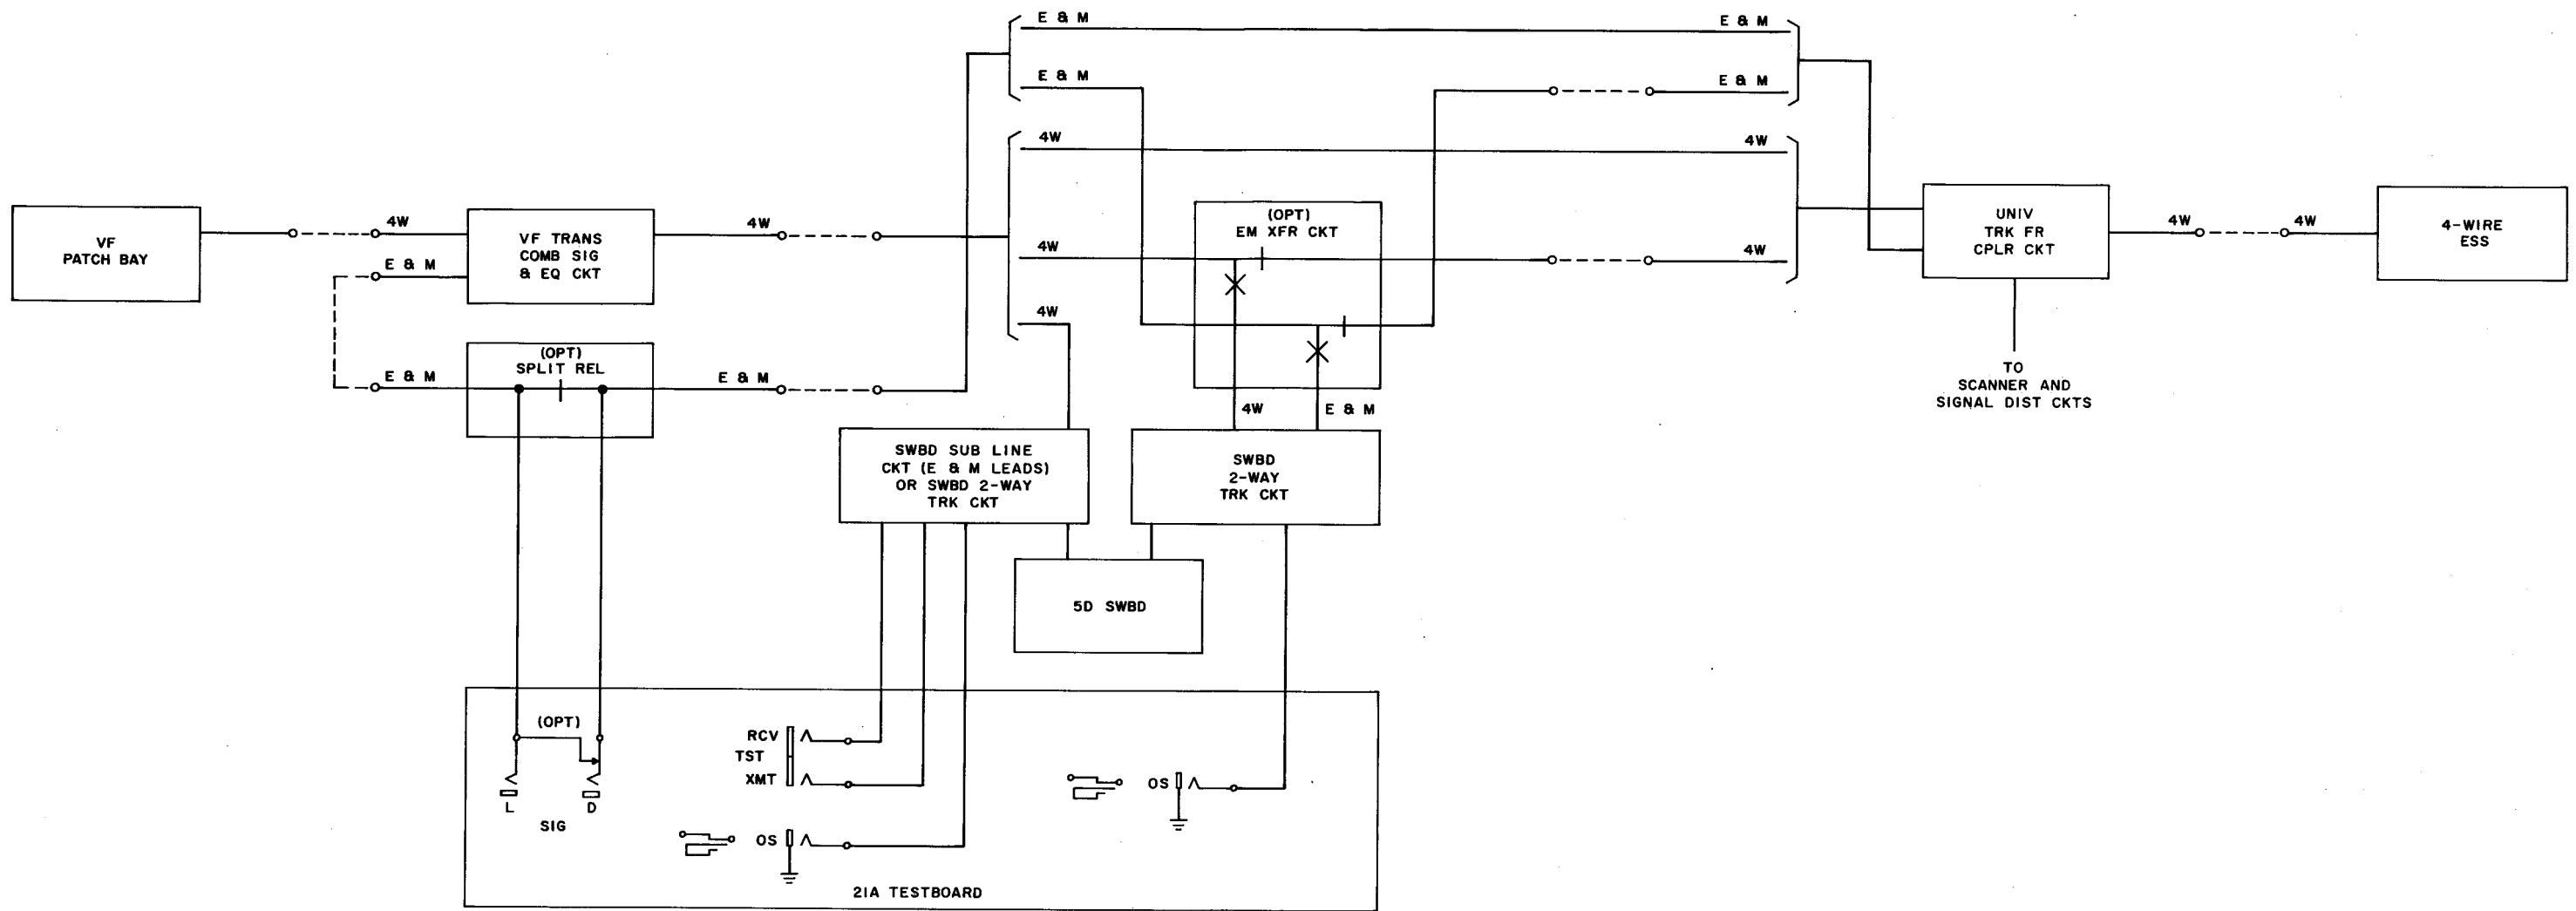 E & M
E & M
E & M
E & M
4W
4W
4W
4W
4W
VF
PATCH BAY
4W
E & M
VF TRANS
COMB SIG
& EQ CKT
4W
(OPT)
EM XFR CKT
UNIV
TRK FR
CPLR CKT
4W
4W
4-WIRE
ESS
E & M
(OPT)
SPLIT REL
E & M
4W
E & M
TO
SCANNER AND
SIGNAL DIST CKTS
SWBD SUB LINE
CKT (E & M LEADS)
OR SWBD 2-WAY
TRK CKT
SWBD
2-WAY
TRK CKT
5D SWBD
(OPT)
L
D
SIG
RCV
TST
XMT
OS
OS
21A TESTBOARD